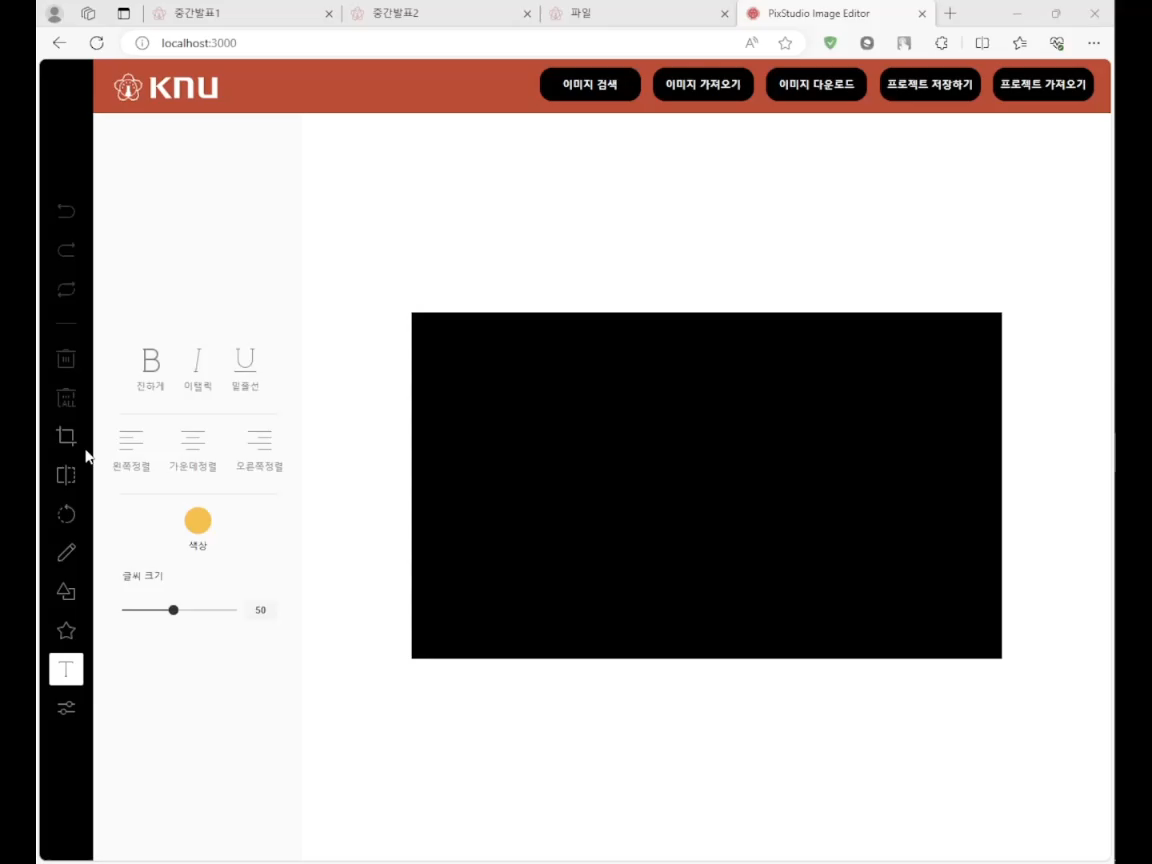 중간발표1
중간발표2
파일
PixStudio Image Editor
localhost:3000
KNU
이미지 검색
이미지 가져오기
이미지 다운로드
프로젝트 저장하기
프로젝트 가져오기
B I U
진하게 이탤릭 밑줄선
왼쪽정렬 가운데정렬 오른쪽정렬
색상
글씨 크기
50
ALL
T